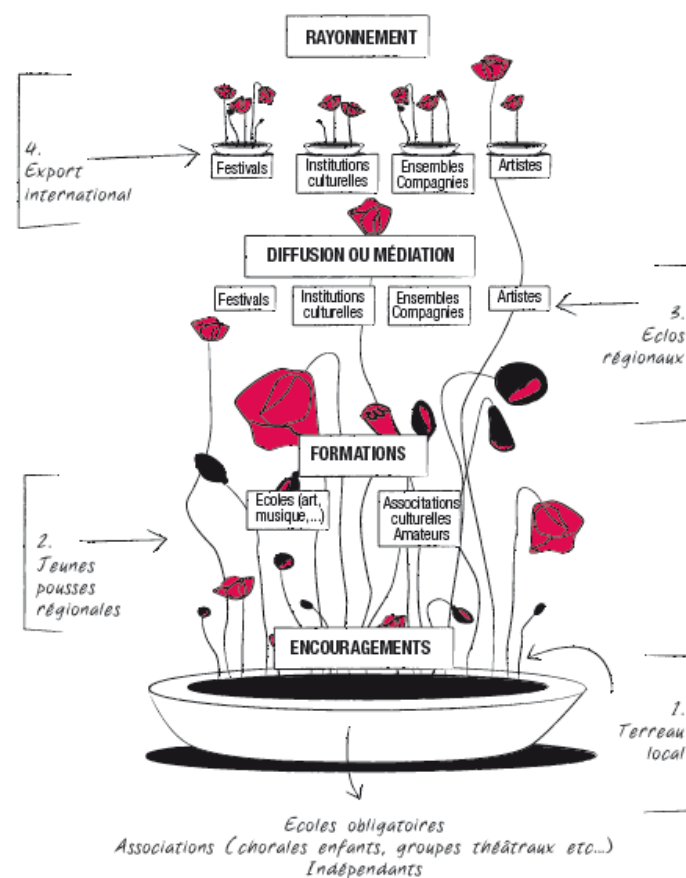 RAYONNEMENT
4.
Export
international
Festivals
Institutions
culturelles
Ensembles
Compagnies
Artistes
DIFFUSION OU MÉDIATION
Festivals
Institutions
culturelles
Ensembles
Compagnies
Artistes
3.
Eclos
régionaux
FORMATIONS
Ecoles (art,
musique,...)
Associtations
culturelles
Amateurs
2.
Jeunes
pousses
régionales
ENCOURAGEMENTS
1.
Terreau
local
Ecoles obligatoires
Associations (chorales enfants, groupes théâtraux etc...)
Indépendants